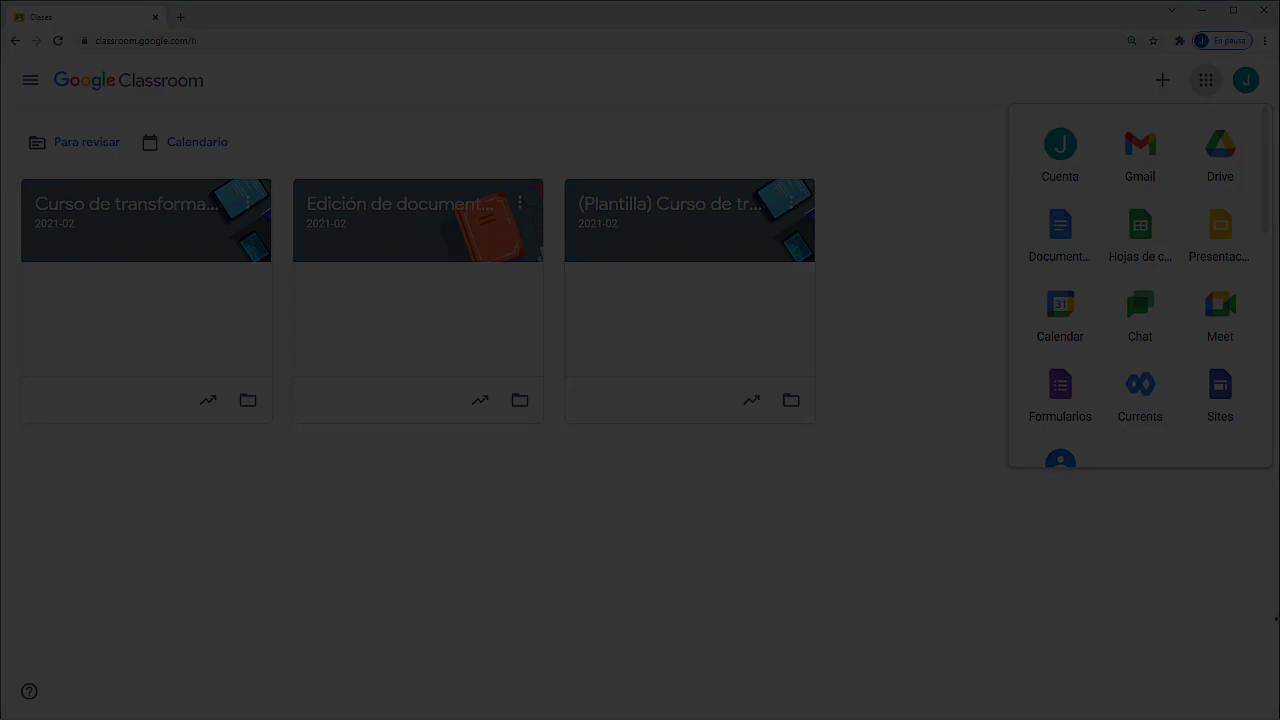 Clases
classroom.google.com/h
J En pausa
Google Classroom
J
Para revisar
Calendario
Curso de transforma...
2021-02
Edición de document...
2021-02
(Plantilla) Curso de tr...
2021-02
J
Cuenta
Gmail
Drive
Document...
Hojas de c...
Presentac...
31
Calendar
Chat
Meet
Formularios
Currents
Sites